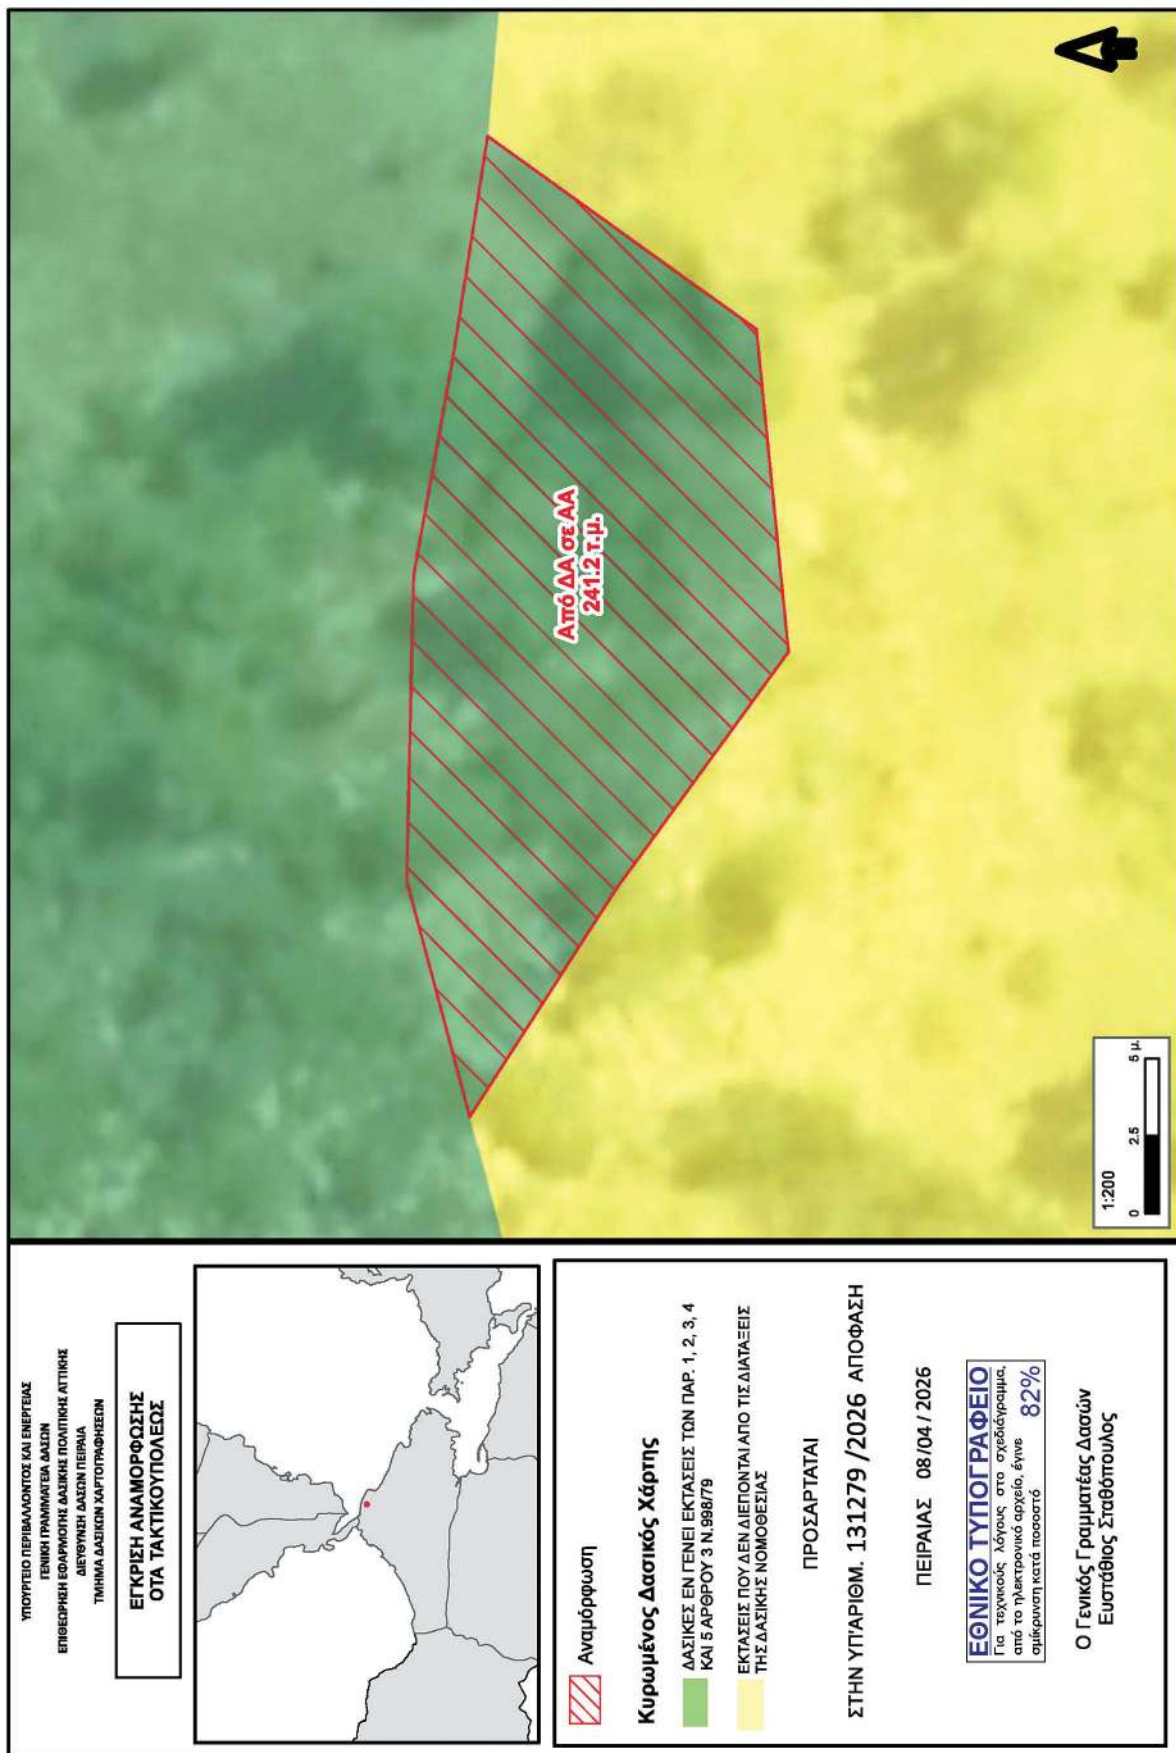 ΥΠΟΥΡΓΕΙΟ ΠΕΡΙΒΑΛΛΟΝΤΟΣ ΚΑΙ ΕΝΕΡΓΕΙΑΣ
ΓΕΝΙΚΗ ΓΡΑΜΜΑΤΕΙΑ ΔΑΣΩΝ
ΕΠΙΘΕΩΡΗΣΗ ΕΦΑΡΜΟΓΗΣ ΔΑΣΙΚΗΣ ΠΟΛΙΤΙΚΗΣ ΑΤΤΙΚΗΣ
ΔΙΕΥΘΥΝΣΗ ΔΑΣΩΝ ΠΕΙΡΑΙΑ
ΤΜΗΜΑ ΔΑΣΙΚΩΝ ΧΑΡΤΟΓΡΑΦΗΣΕΩΝ
ΕΓΚΡΙΣΗ ΑΝΑΜΟΡΦΩΣΗΣ
ΟΤΑ ΤΑΚΤΙΚΟΥΠΟΛΕΩΣ
Αναμόρφωση
Κυρωμένος Δασικός Χάρτης
ΔΑΣΙΚΕΣ ΕΝ ΓΕΝΕΙ ΕΚΤΑΣΕΙΣ ΤΩΝ ΠΑΡ. 1, 2, 3, 4
ΚΑΙ 5 ΑΡΘΡΟΥ 3 Ν.998/79
ΕΚΤΑΣΕΙΣ ΠΟΥ ΔΕΝ ΔΙΕΠΟΝΤΑΙ ΑΠΟ ΤΙΣ ΔΙΑΤΑΞΕΙΣ
ΤΗΣ ΔΑΣΙΚΗΣ ΝΟΜΟΘΕΣΙΑΣ
ΠΡΟΣΑΡΤΑΤΑΙ
ΣΤΗΝ ΥΠ'ΑΡΙΘΜ. 131279 /2026 ΑΠΟΦΑΣΗ
ΠΕΙΡΑΙΑΣ 08/04 / 2026
ΕΘΝΙΚΟ ΤΥΠΟΓΡΑΦΕΙΟ
Για τεχνικούς λόγους στο σχεδιάγραμμα,
από το ηλεκτρονικό αρχείο, έγινε
σμίκρυνση κατά ποσοστό 82%
Ο Γενικός Γραμματέας Δασών
Ευστάθιος Σταθόπουλος
Από ΔΑ σε ΑΑ
241.2 τ.μ.
1:200
0 2.5 5 μ.